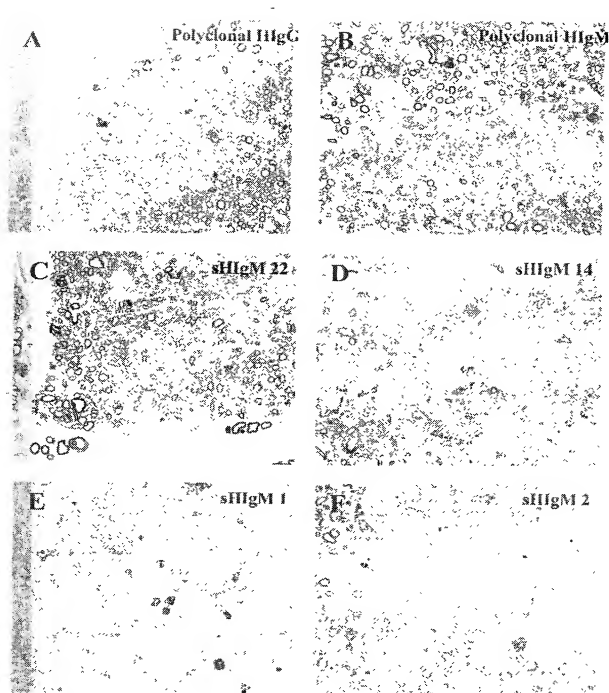 A Polyclonal HIgG
B Polyclonal HIgM
C sHIgM 22
D sHIgM 14
E sHIgM 1
F sHIgM 2